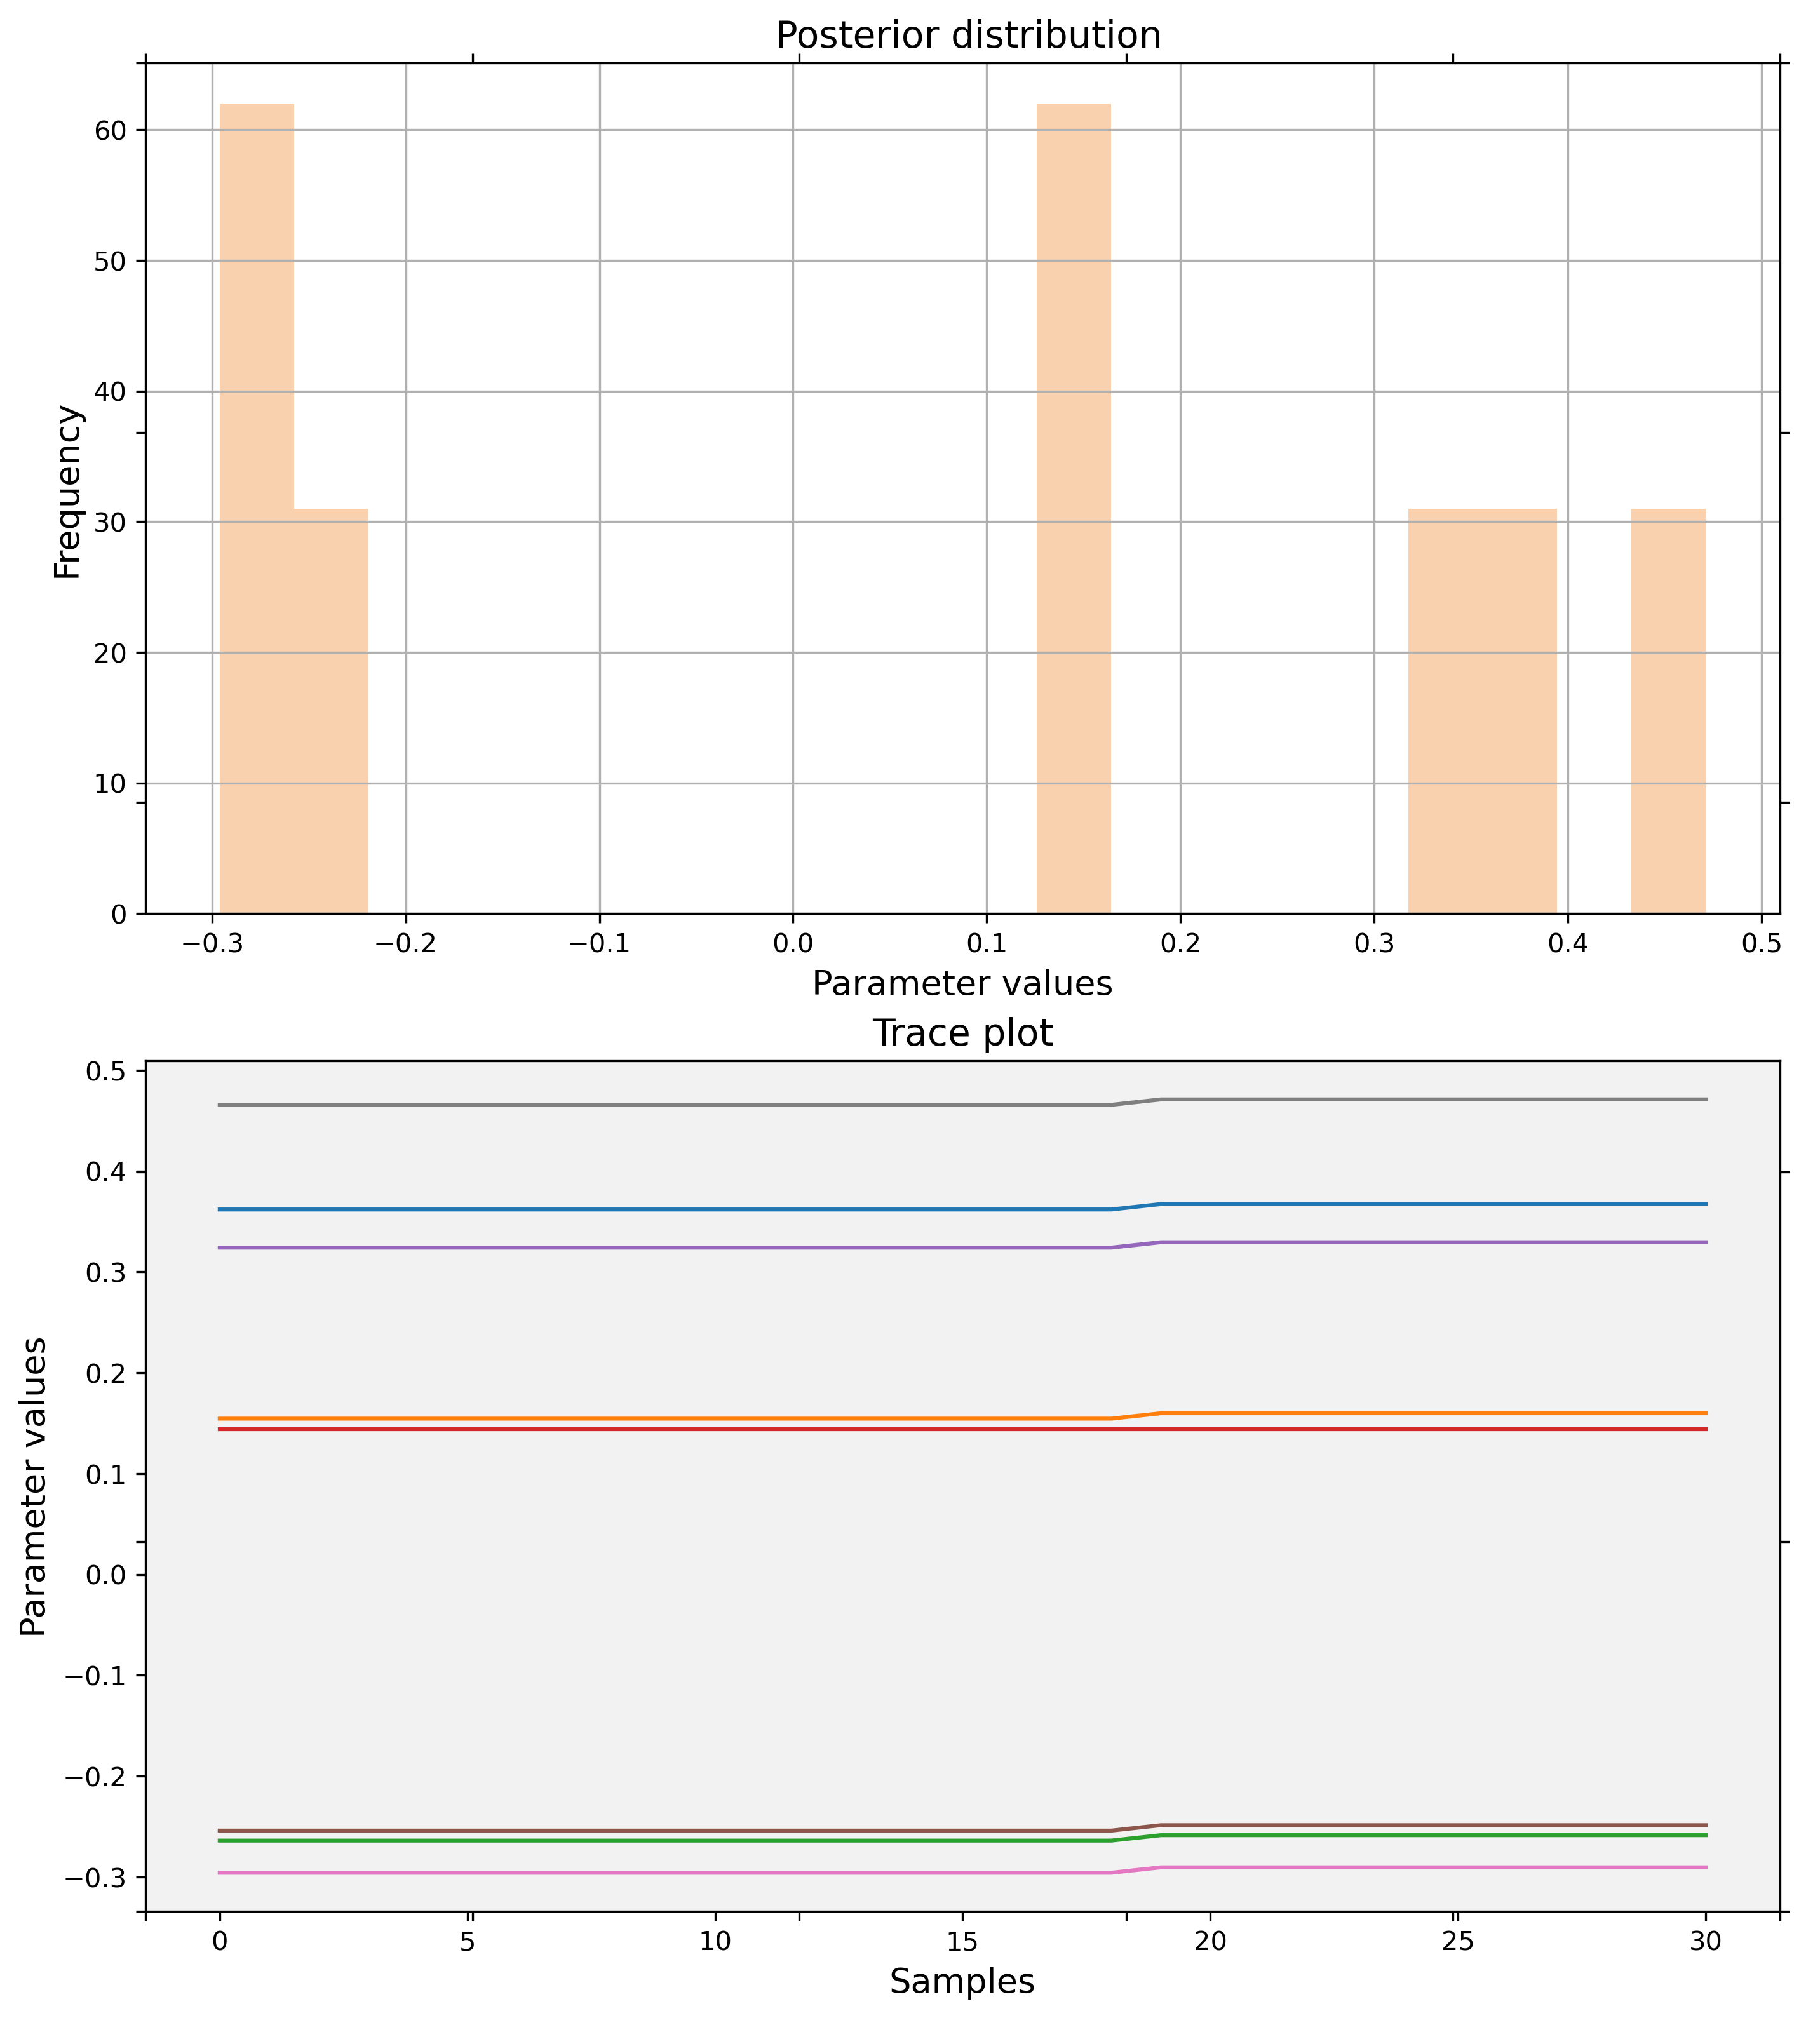 Posterior distribution
60
50
40
30
20
10
0
Frequency
−0.3 −0.2 −0.1 0.0 0.1 0.2 0.3 0.4 0.5
Parameter values
Trace plot
0.5
0.4
0.3
0.2
0.1
0.0
−0.1
−0.2
−0.3
Parameter values
0 5 10 15 20 25 30
Samples